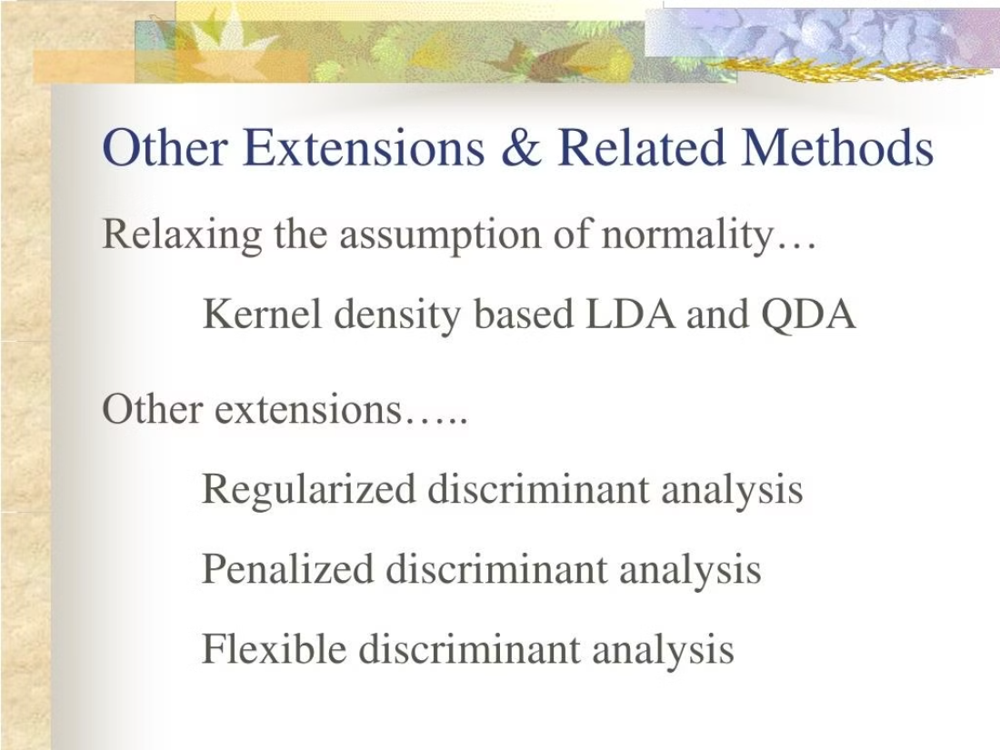 Other Extensions & Related Methods
Relaxing the assumption of normality…
Kernel density based LDA and QDA
Other extensions…..
Regularized discriminant analysis
Penalized discriminant analysis
Flexible discriminant analysis